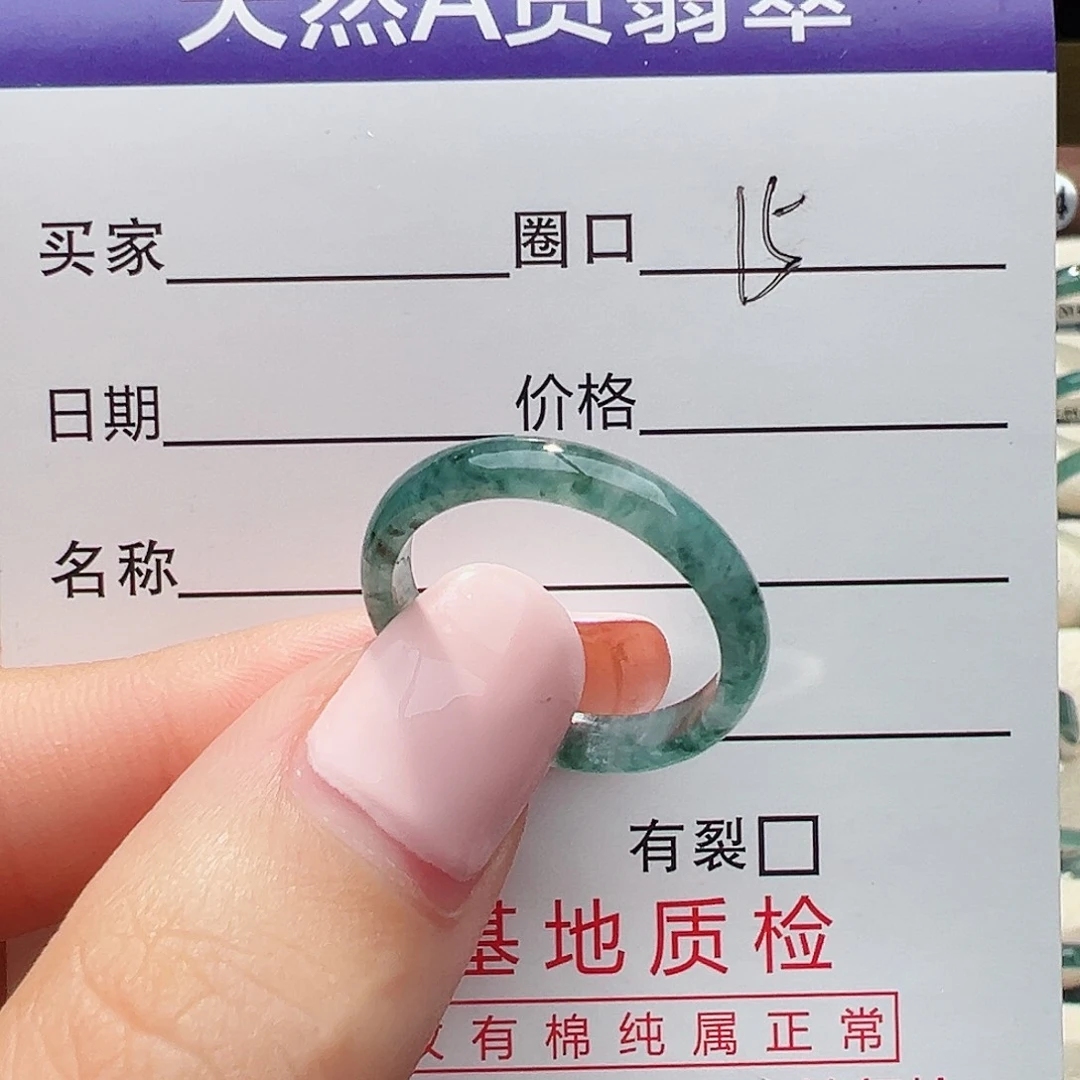 天然A货翡翠
买家 圈口 15
日期 价格
名称
有裂
基地质检
有棉纯属正常